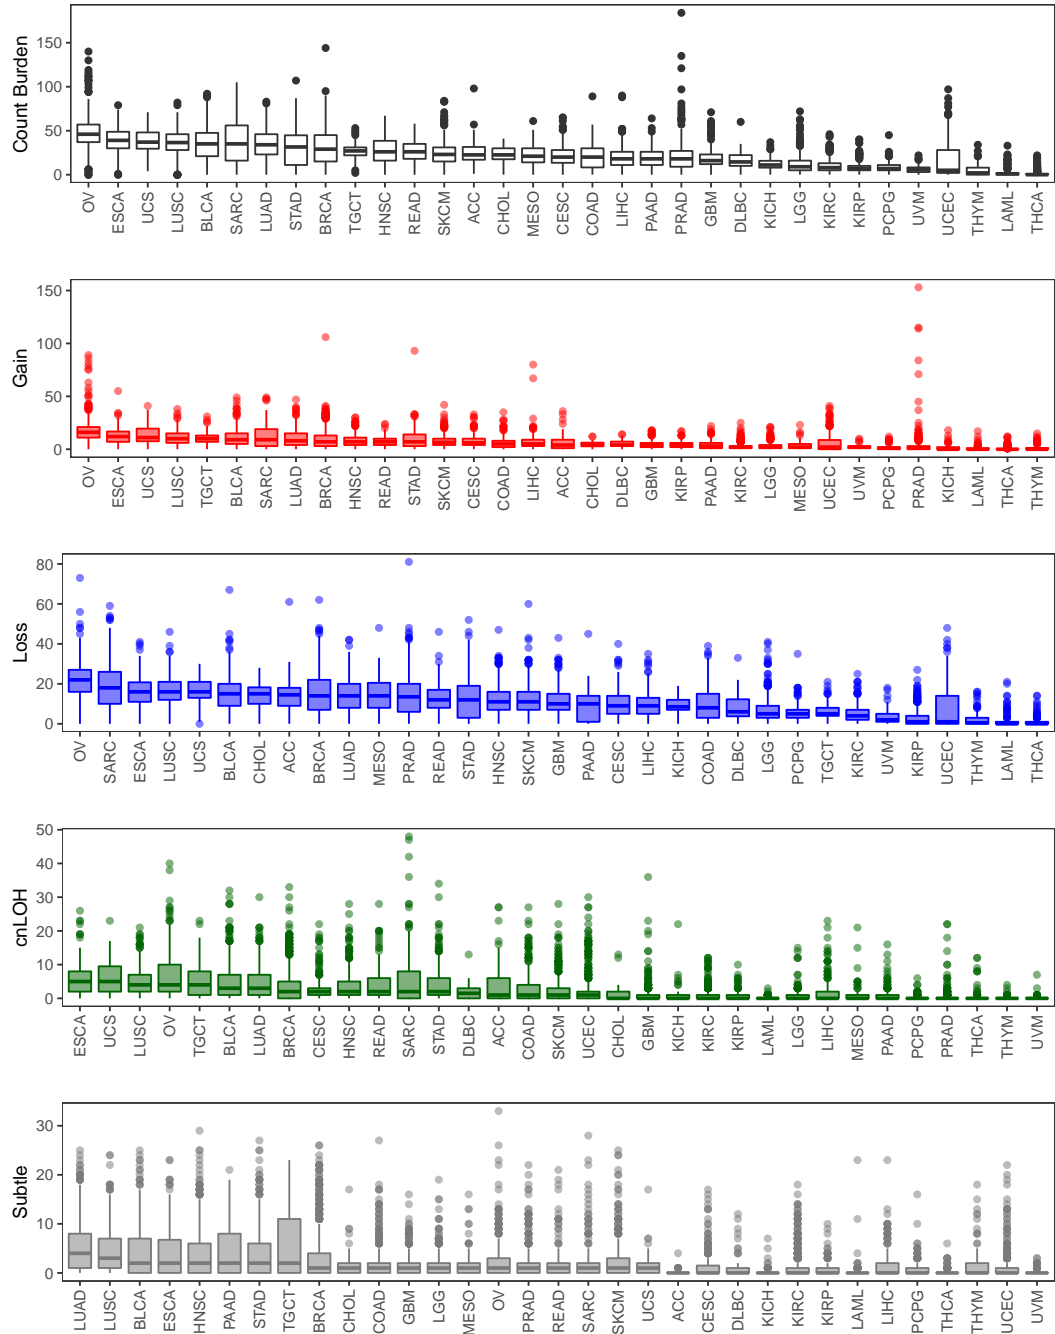 Count Burden
150
100
50
0
OV ESCA UCS LUSC BLCA SARC LUAD STAD BRCA TGCT HNSC READ SKCM ACC CHOL MESO CESC COAD LIHC PAAD PRAD GBM DLBC KICH LGG KIRC KIRP PCPG UVM UCEC THYM LAML THCA
Gain
150
100
50
0
OV ESCA UCS LUSC TGCT BLCA SARC LUAD BRCA HNSC READ STAD SKCM CESC COAD LIHC ACC CHOL DLBC GBM KIRP PAAD KIRC LGG MESO UCEC UVM PCPG PRAD KICH LAML THCA THYM
Loss
80
60
40
20
0
OV SARC ESCA LUSC UCS BLCA CHOL ACC BRCA LUAD MESO PRAD READ STAD HNSC SKCM GBM PAAD CESC LIHC KICH COAD DLBC LGG PCPG TGCT KIRC UVM KIRP UCEC THYM LAML THCA
cnLOH
50
40
30
20
10
0
ESCA UCS LUSC OV TGCT BLCA LUAD BRCA CESC HNSC READ SARC STAD DLBC ACC COAD SKCM UCEC CHOL GBM KICH KIRC KIRP LAML LGG LIHC MESO PAAD PCPG PRAD THCA THYM UVM
Subtle
30
20
10
0
LUAD LUSC BLCA ESCA HNSC PAAD STAD TGCT BRCA CHOL COAD GBM LGG MESO OV PRAD READ SARC SKCM UCS ACC CESC DLBC KICH KIRC KIRP LAML LIHC PCPG THCA THYM UCEC UVM